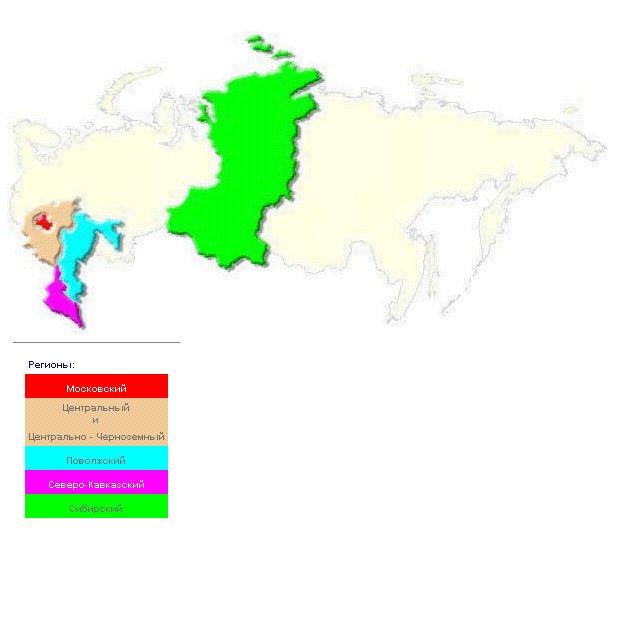 Регионы:
Московский
Центральный
и
Центрально - Черноземный
Поволжский
Северо-Кавказский
Сибирский